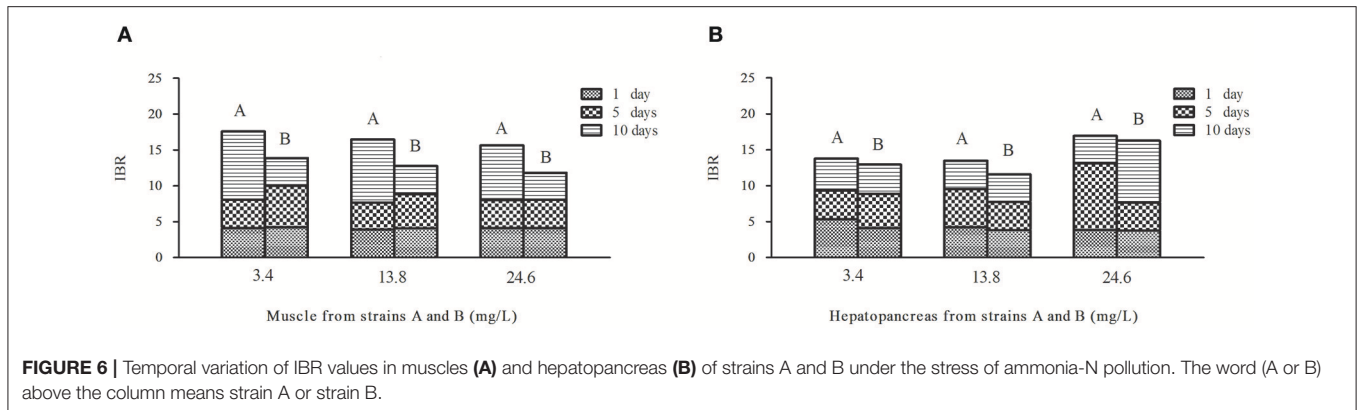 A
25
20
15
10
5
0
IBR
A
B
A
B
A
B
1 day
5 days
10 days
3.4
13.8
24.6
Muscle from strains A and B (mg/L)
B
25
20
15
10
5
0
IBR
A
B
A
B
A
B
1 day
5 days
10 days
3.4
13.8
24.6
Hepatopancreas from strains A and B (mg/L)
FIGURE 6 | Temporal variation of IBR values in muscles (A) and hepatopancreas (B) of strains A and B under the stress of ammonia-N pollution. The word (A or B)
above the column means strain A or strain B.